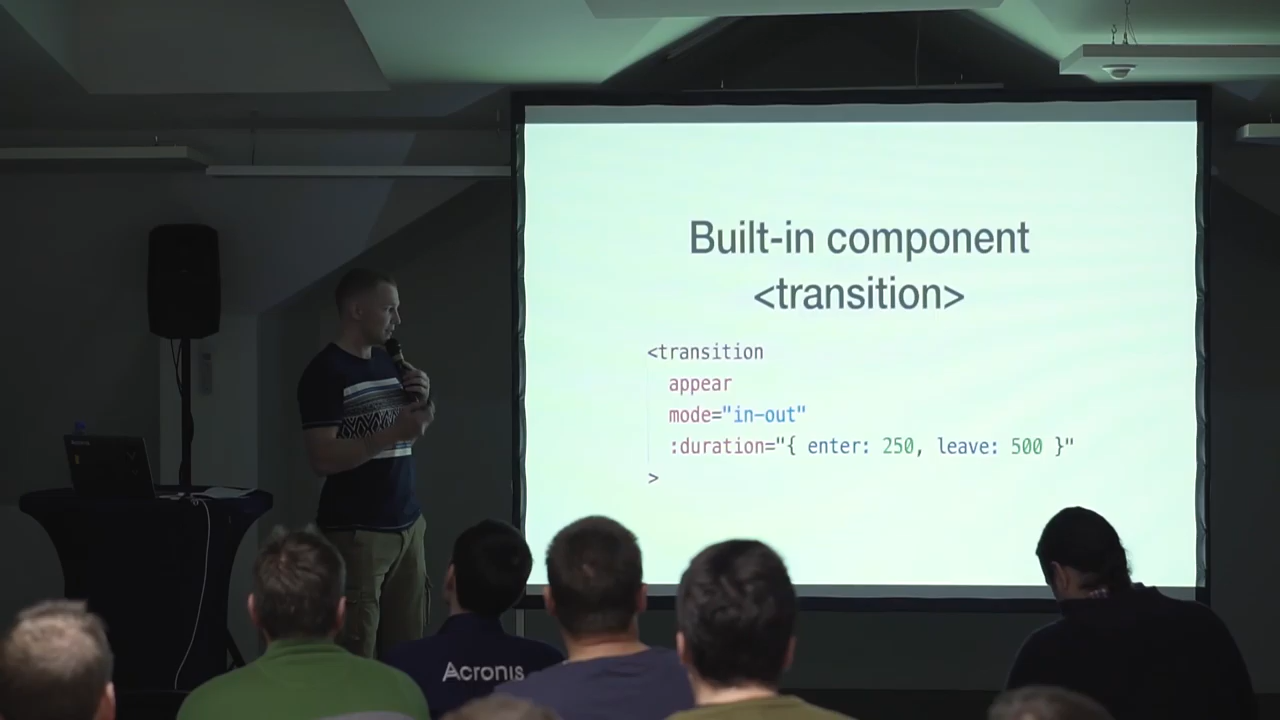 Built-in component
<transition>
<transition
appear
mode="in-out"
:duration="{ enter: 250, leave: 500 }"
>
Acronis